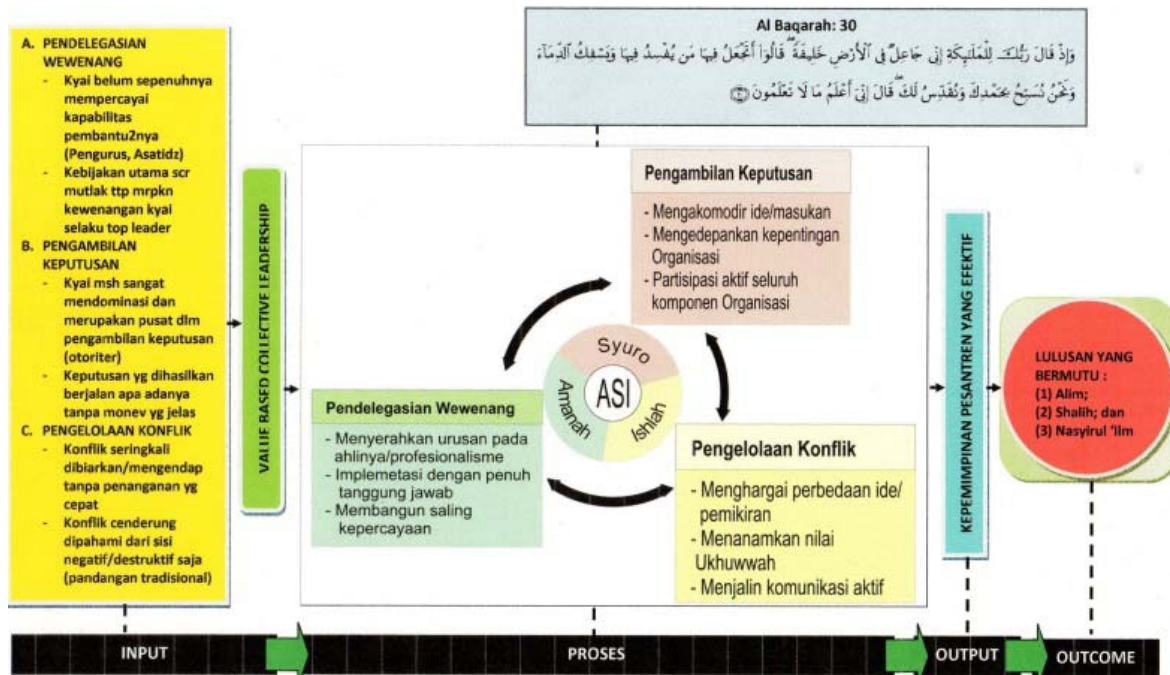 A. PENDELEGASIAN
WEWENANG
- Kyai belum sepenuhnya
mempercayai
kapabilitas
pembantu2nya
(Pengurus, Asatidz)
- Kebijakan utama scr
mutlak ttp mrpkn
kewenangan kyai
selaku top leader
B. PENGAMBILAN
KEPUTUSAN
- Kyai msh sangat
mendominasi dan
merupakan pusat dlm
pengambilan keputusan
(otoriter)
- Keputusan yg dihasilkan
berjalan apa adanya
tanpa monev yg jelas
C. PENGELOLAAN KONFLIK
- Konflik seringkali
dibiarkan/mengendap
tanpa penanganan yg
cepat
- Konflik cenderung
dipahami dari sisi
negatif/destruktif saja
(pandangan tradisional)
VALUE BASED COLLECTIVE LEADERSHIP
Al Baqarah: 30
وَإِذْ قَالَ رَبُّكَ لِلْمَلَٰٓئِكَةِ إِنِّى جَاعِلٌ فِى ٱلْأَرْضِ خَلِيفَةً ۖ قَالُوٓا۟ أَتَجْعَلُ فِيهَا مَن يُفْسِدُ فِيهَا وَيَسْفِكُ ٱلدِّمَآءَ
وَنَحْنُ نُسَبِّحُ بِحَمْدِكَ وَنُقَدِّسُ لَكَ ۖ قَالَ إِنِّىٓ أَعْلَمُ مَا لَا تَعْلَمُونَ ﴿٣٠﴾
Pengambilan Keputusan
- Mengakomodir ide/masukan
- Mengedepankan kepentingan
Organisasi
- Partisipasi aktif seluruh
komponen Organisasi
Syuro
Amanah
ASI
Ishlah
Pendelegasian Wewenang
- Menyerahkan urusan pada
ahlinya/profesionalisme
- Implemetasi dengan penuh
tanggung jawab
- Membangun saling
kepercayaan
Pengelolaan Konflik
- Menghargai perbedaan ide/
pemikiran
- Menanamkan nilai
Ukhuwwah
- Menjalin komunikasi aktif
KEPEMIMPINAN PESANTREN YANG EFEKTIF
LULUSAN YANG
BERMUTU :
(1) Alim;
(2) Shalih; dan
(3) Nasyirul 'Ilm
INPUT
PROSES
OUTPUT
OUTCOME